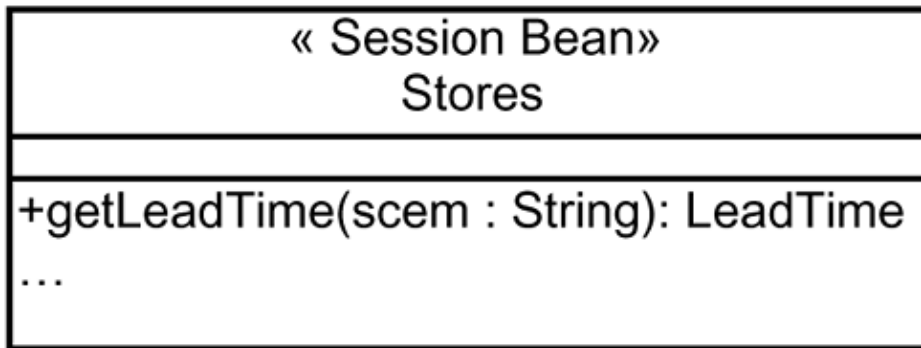 « Session Bean»
Stores
+getLeadTime(scem : String): LeadTime
...